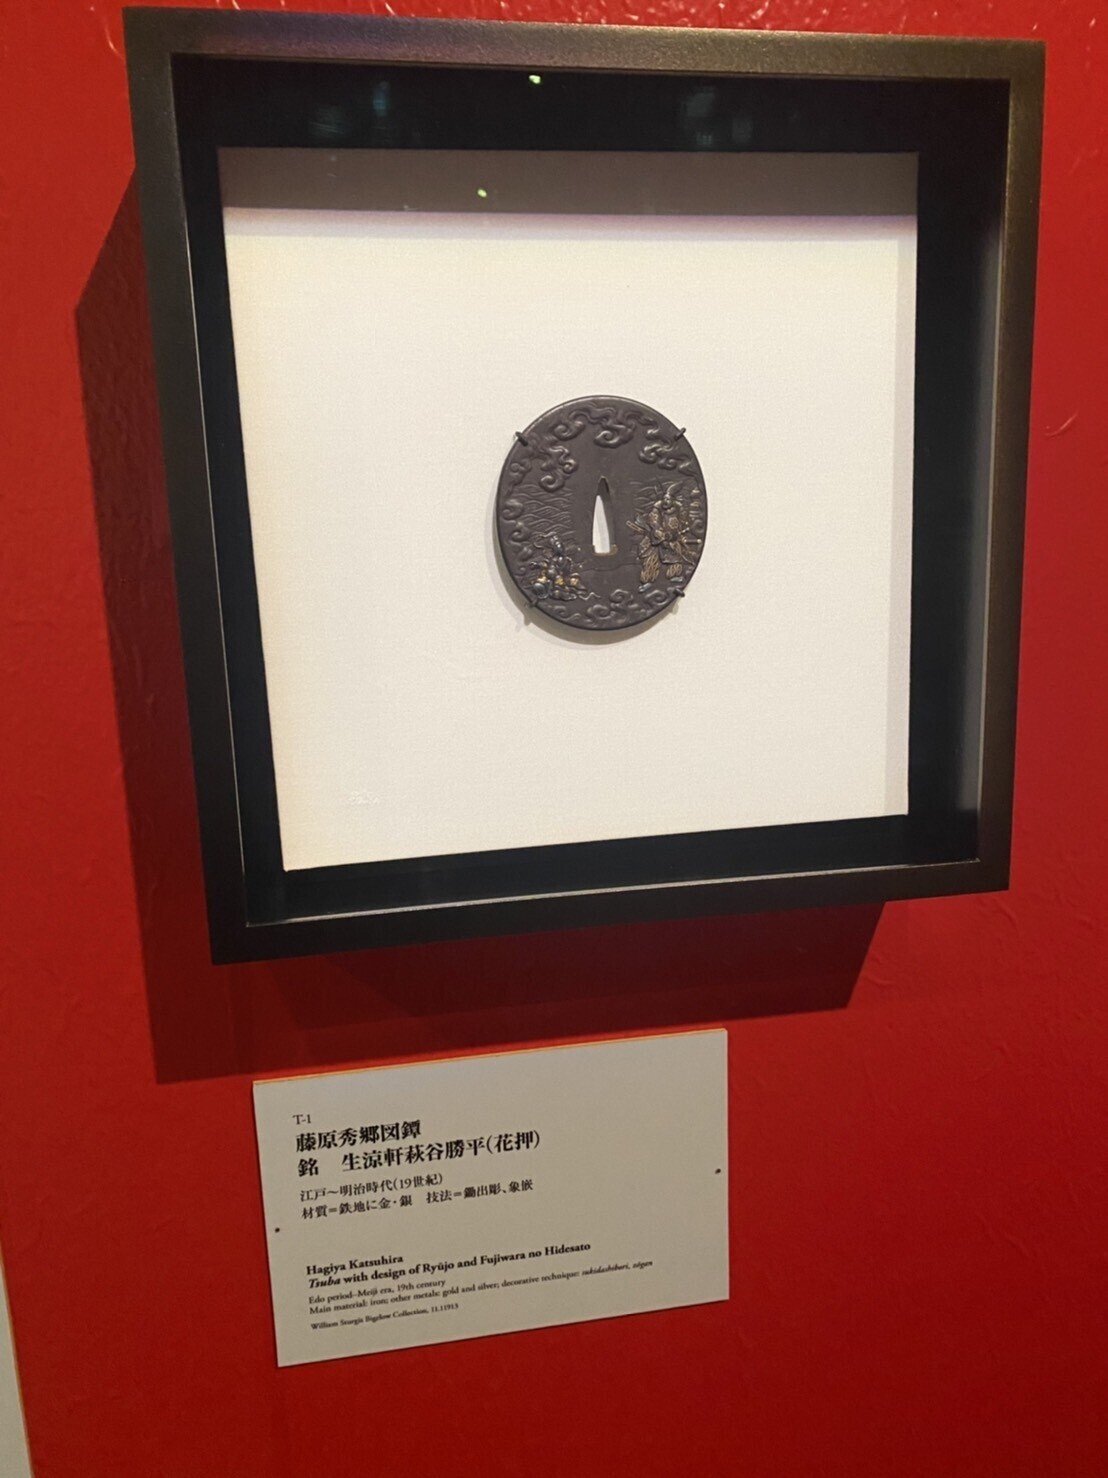 T-1
藤原秀郷図鐔
銘　生涼軒萩谷勝平(花押)
江戸～明治時代(19世紀)
材質=鉄地に金・銀　技法=鋤出彫、象嵌
Hagiya Katsuhira
Tsuba with design of Ryūjo and Fujiwara no Hidesato
Edo period–Meiji era, 19th century
Main material: iron; other metals: gold and silver; decorative technique: sukidashibori, zōgan
William Sturgis Bigelow Collection, 11.11913